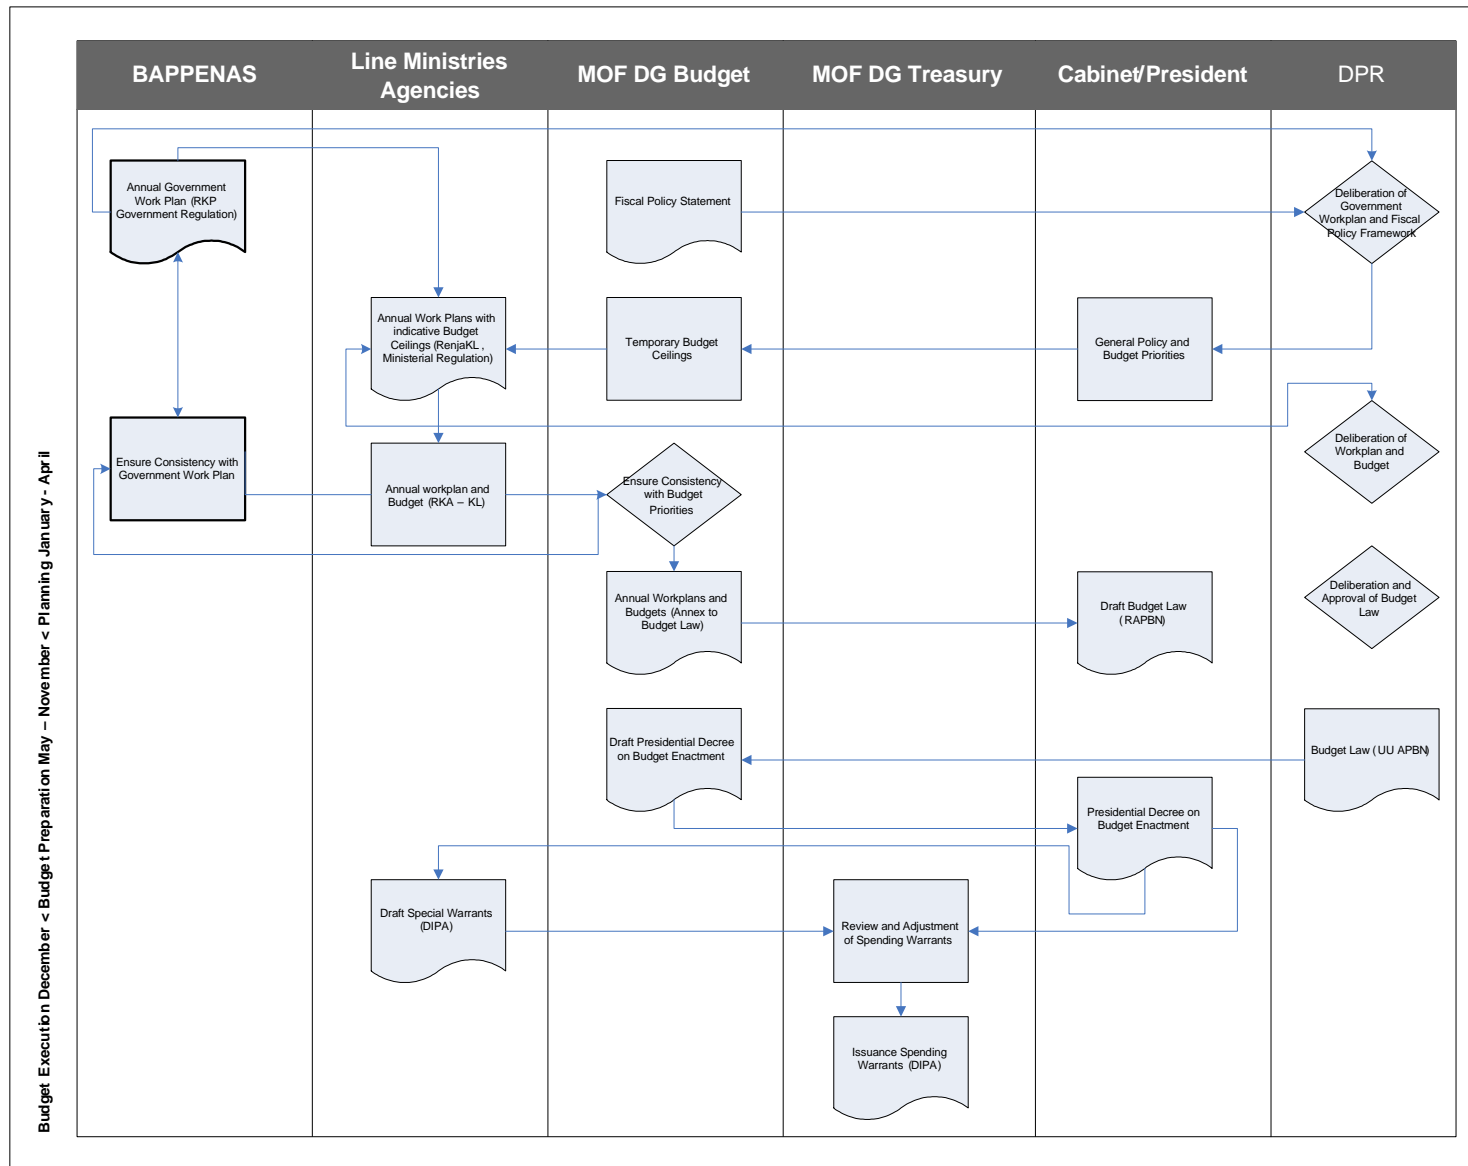 BAPPENAS
Line Ministries
Agencies
MOF DG Budget
MOF DG Treasury
Cabinet/President
DPR
Annual Government
Work Plan (RKP
Government Regulation)
Fiscal Policy Statement
Deliberation of
Government
Workplan and Fiscal
Policy Framework
Annual Work Plans with
indicative Budget
Ceilings (RenjaKL ,
Ministerial Regulation)
Temporary Budget
Ceilings
General Policy and
Budget Priorities
Ensure Consistency with
Government Work Plan
Annual workplan and
Budget (RKA – KL)
Ensure Consistency
with Budget
Priorities
Deliberation of
Workplan and
Budget
Annual Workplans and
Budgets (Annex to
Budget Law)
Draft Budget Law
( RAPBN)
Deliberation and
Approval of Budget
Law
Draft Presidential Decree
on Budget Enactment
Budget Law ( UU APBN)
Presidential Decree on
Budget Enactment
Draft Special Warrants
(DIPA)
Review and Adjustment
of Spending Warrants
Issuance Spending
Warrants (DIPA)
Budget Execution December < Budget Preparation May – November < Planning January - April